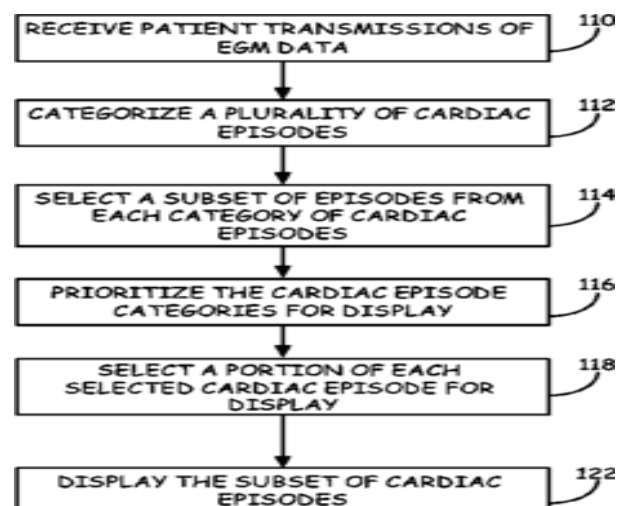 RECEIVE PATIENT TRANSMISSIONS OF
EGM DATA
110
CATEGORIZE A PLURALITY OF CARDIAC
EPISODES
112
SELECT A SUBSET OF EPISODES FROM
EACH CATEGORY OF CARDIAC
EPISODES
114
PRIORITIZE THE CARDIAC EPISODE
CATEGORIES FOR DISPLAY
116
SELECT A PORTION OF EACH
SELECTED CARDIAC EPISODE FOR
DISPLAY
118
DISPLAY THE SUBSET OF CARDIAC
EPISODES
122